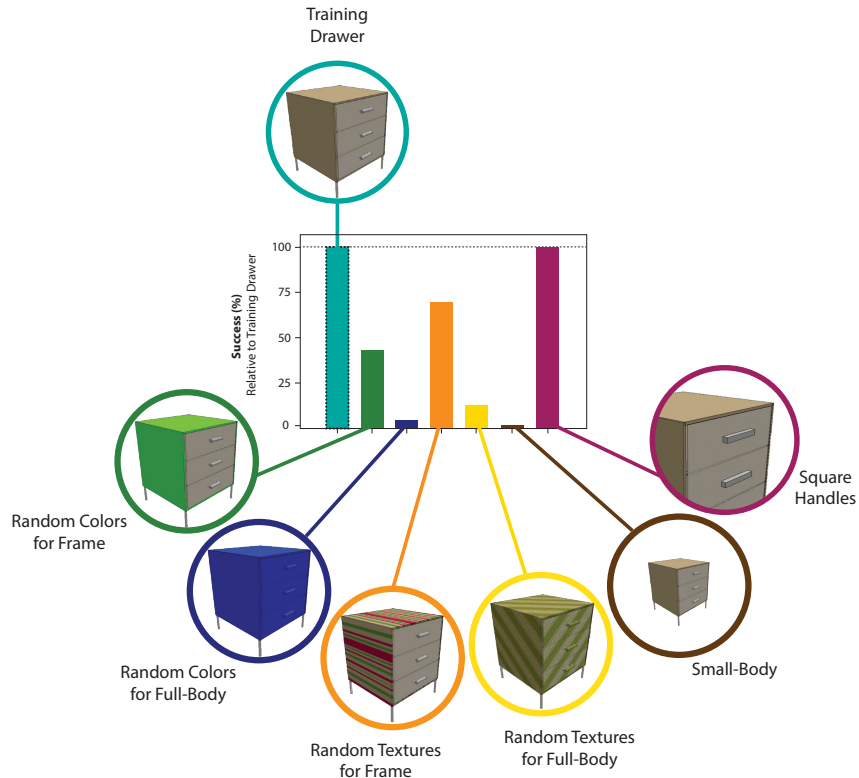 Training
Drawer
Success (%)
Relative to Training Drawer
100
75
50
25
0
Random Colors
for Frame
Random Colors
for Full-Body
Random Textures
for Frame
Random Textures
for Full-Body
Small-Body
Square
Handles